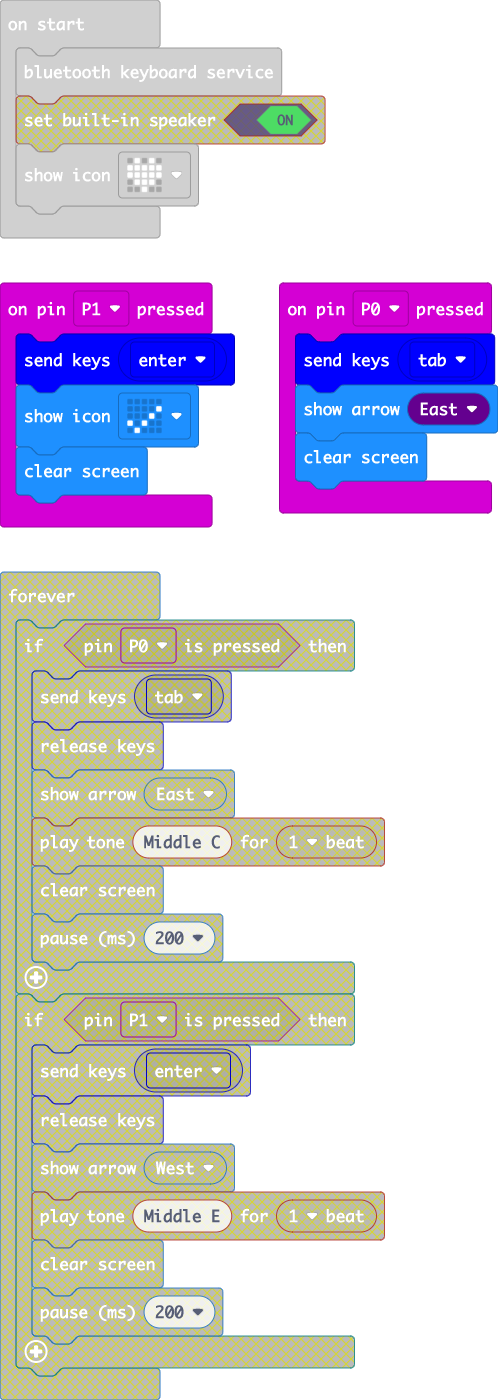 on start
bluetooth keyboard service
set built-in speaker ON
show icon
on pin P1 pressed
send keys enter
show icon
clear screen
on pin P0 pressed
send keys tab
show arrow East
clear screen
forever
if pin P0 is pressed then
send keys tab
release keys
show arrow East
play tone Middle C for 1 beat
clear screen
pause (ms) 200
if pin P1 is pressed then
send keys enter
release keys
show arrow West
play tone Middle E for 1 beat
clear screen
pause (ms) 200